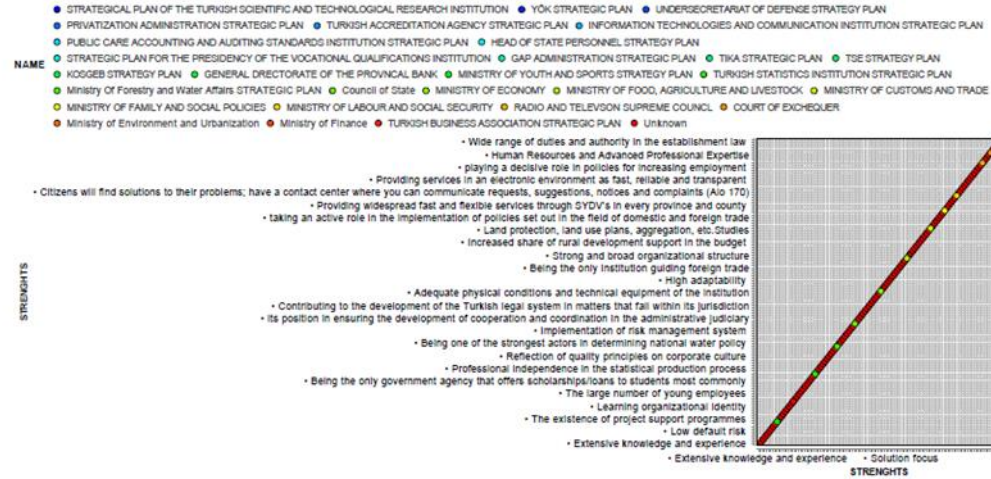 STRATEGICAL PLAN OF THE TURKISH SCIENTIFIC AND TECHNOLOGICAL RESEARCH INSTITUTION YÖK STRATEGIC PLAN UNDERSECRETARIAT OF DEFENSE STRATEGY PLAN
PRIVATIZATION ADMINISTRATION STRATEGIC PLAN TURKISH ACCREDITATION AGENCY STRATEGIC PLAN INFORMATION TECHNOLOGIES AND COMMUNICATION INSTITUTION STRATEGIC PLAN
PUBLIC CARE ACCOUNTING AND AUDITING STANDARDS INSTITUTION STRATEGIC PLAN HEAD OF STATE PERSONNEL STRATEGY PLAN
NAME STRATEGIC PLAN FOR THE PRESIDENCY OF THE VOCATIONAL QUALIFICATIONS INSTITUTION GAP ADMINISTRATION STRATEGIC PLAN TIKA STRATEGIC PLAN TSE STRATEGY PLAN
KOSGEB STRATEGY PLAN GENERAL DRECTORATE OF THE PROVNCAL BANK MINISTRY OF YOUTH AND SPORTS STRATEGY PLAN TURKISH STATISTICS INSTITUTION STRATEGIC PLAN
Ministry Of Forestry and Water Affairs STRATEGIC PLAN Council of State MINISTRY OF ECONOMY MINISTRY OF FOOD, AGRICULTURE AND LIVESTOCK MINISTRY OF CUSTOMS AND TRADE
MINISTRY OF FAMILY AND SOCIAL POLICIES MINISTRY OF LABOUR AND SOCIAL SECURITY RADIO AND TELEVSON SUPREME COUNCL COURT OF EXCHEQUER
Ministry of Environment and Urbanization Ministry of Finance TURKISH BUSINESS ASSOCIATION STRATEGIC PLAN Unknown
• Wide range of duties and authority in the establishment law
• Human Resources and Advanced Professional Expertise
• playing a decisive role in policies for increasing employment
• Providing services in an electronic environment as fast, reliable and transparent
• Citizens will find solutions to their problems; have a contact center where you can communicate requests, suggestions, notices and complaints (Alo 170)
• Providing widespread fast and flexible services through SYDV's in every province and county
• taking an active role in the implementation of policies set out in the field of domestic and foreign trade
• Land protection, land use plans, aggregation, etc.Studies
• Increased share of rural development support in the budget
• Strong and broad organizational structure
• Being the only institution guiding foreign trade
• High adaptability
• Adequate physical conditions and technical equipment of the institution
• Contributing to the development of the Turkish legal system in matters that fall within its jurisdiction
• Its position in ensuring the development of cooperation and coordination in the administrative judiciary
• Implementation of risk management system
• Being one of the strongest actors in determining national water policy
• Reflection of quality principles on corporate culture
• Professional independence in the statistical production process
• Being the only government agency that offers scholarships/loans to students most commonly
• The large number of young employees
• Learning organizational identity
• The existence of project support programmes
• Low default risk
• Extensive knowledge and experience
STRENGHTS
• Extensive knowledge and experience • Solution focus
STRENGHTS